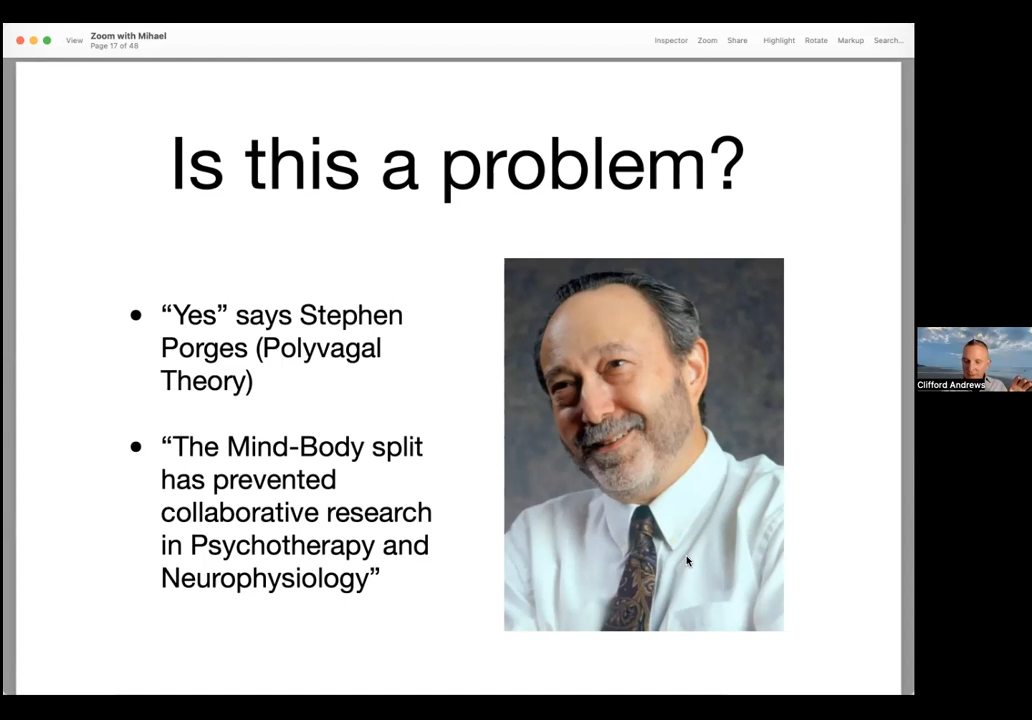 View
Zoom with Mihael
Page 17 of 48
Inspector
Zoom
Share
Highlight
Rotate
Markup
Search...
Is this a problem?
• “Yes” says Stephen
Porges (Polyvagal
Theory)
• “The Mind-Body split
has prevented
collaborative research
in Psychotherapy and
Neurophysiology”
Clifford Andrews